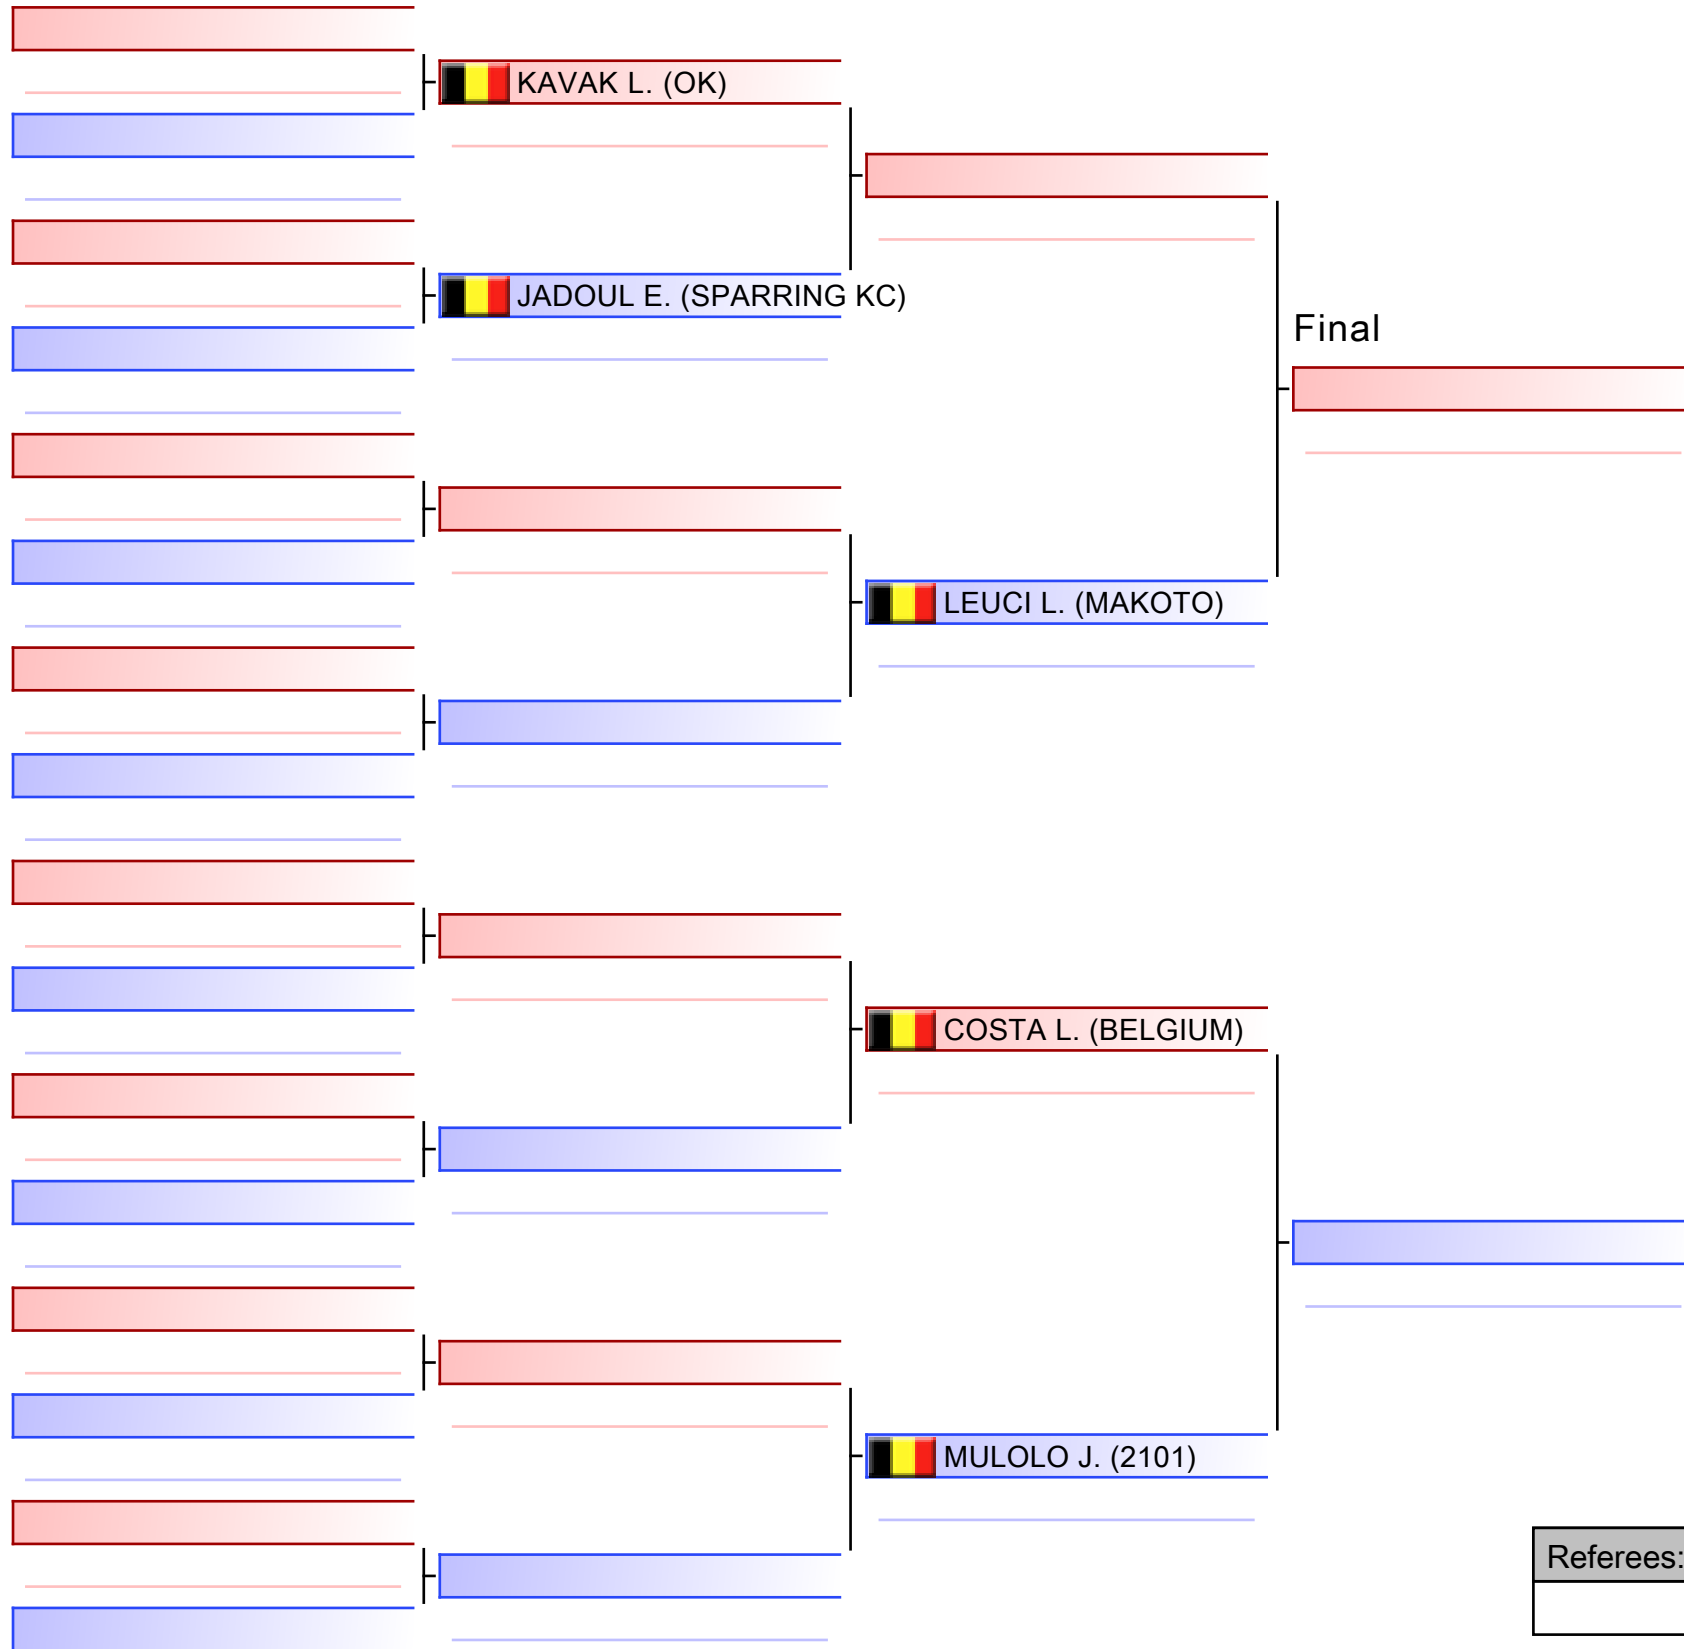 KAVAK L. (OK)
JADOUL E. (SPARRING KC)
Final
LEUCI L. (MAKOTO)
COSTA L. (BELGIUM)
MULOLO J. (2101)
Referees: